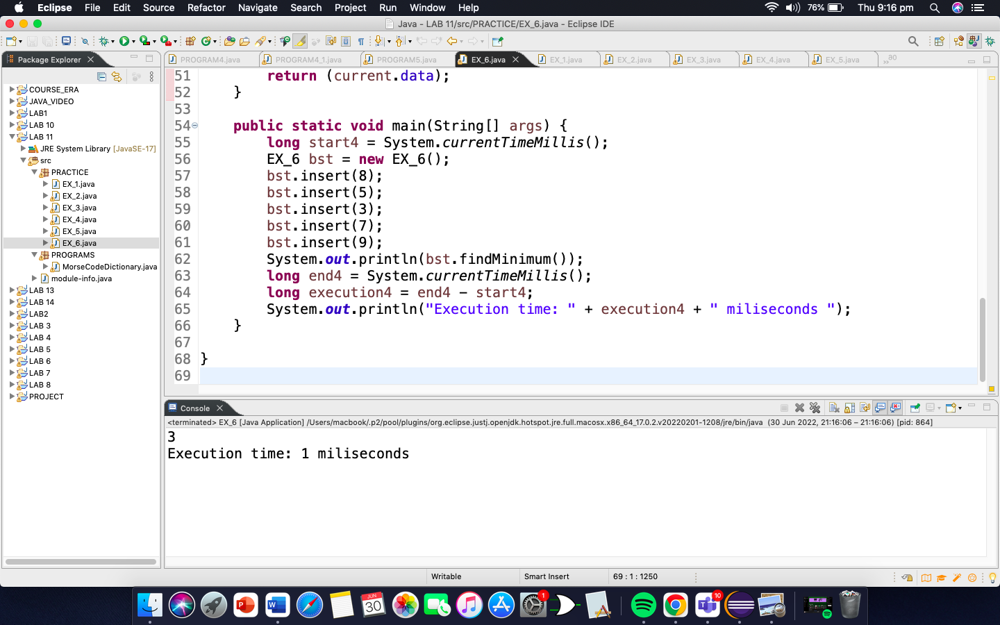 Eclipse File Edit Source Refactor Navigate Search Project Run Window Help 76% Thu 9:16 pm
Java - LAB 11/src/PRACTICE/EX_6.java - Eclipse IDE
Package Explorer
PROGRAM4.java PROGRAM4_1.java PROGRAM5.java EX_6.java EX_1.java EX_2.java EX_3.java EX_4.java EX_5.java »80
COURSE_ERA
JAVA_VIDEO
LAB1
LAB 10
LAB 11
JRE System Library [JavaSE-17]
src
PRACTICE
EX_1.java
EX_2.java
EX_3.java
EX_4.java
EX_5.java
EX_6.java
PROGRAMS
MorseCodeDictionary.java
module-info.java
LAB 13
LAB 14
LAB2
LAB 3
LAB 4
LAB 5
LAB 6
LAB 7
LAB 8
PROJECT
51 return (current.data);
52 }
53
54 public static void main(String[] args) {
55 long start4 = System.currentTimeMillis();
56 EX_6 bst = new EX_6();
57 bst.insert(8);
58 bst.insert(5);
59 bst.insert(3);
60 bst.insert(7);
61 bst.insert(9);
62 System.out.println(bst.findMinimum());
63 long end4 = System.currentTimeMillis();
64 long execution4 = end4 - start4;
65 System.out.println("Execution time: " + execution4 + " miliseconds ");
66 }
67
68 }
69
Console
<terminated> EX_6 [Java Application] /Users/macbook/.p2/pool/plugins/org.eclipse.justj.openjdk.hotspot.jre.full.macosx.x86_64_17.0.2.v20220201-1208/jre/bin/java (30 Jun 2022, 21:16:06 – 21:16:06) [pid: 864]
3
Execution time: 1 miliseconds
Writable Smart Insert 69 : 1 : 1250
JUN
30
1
10